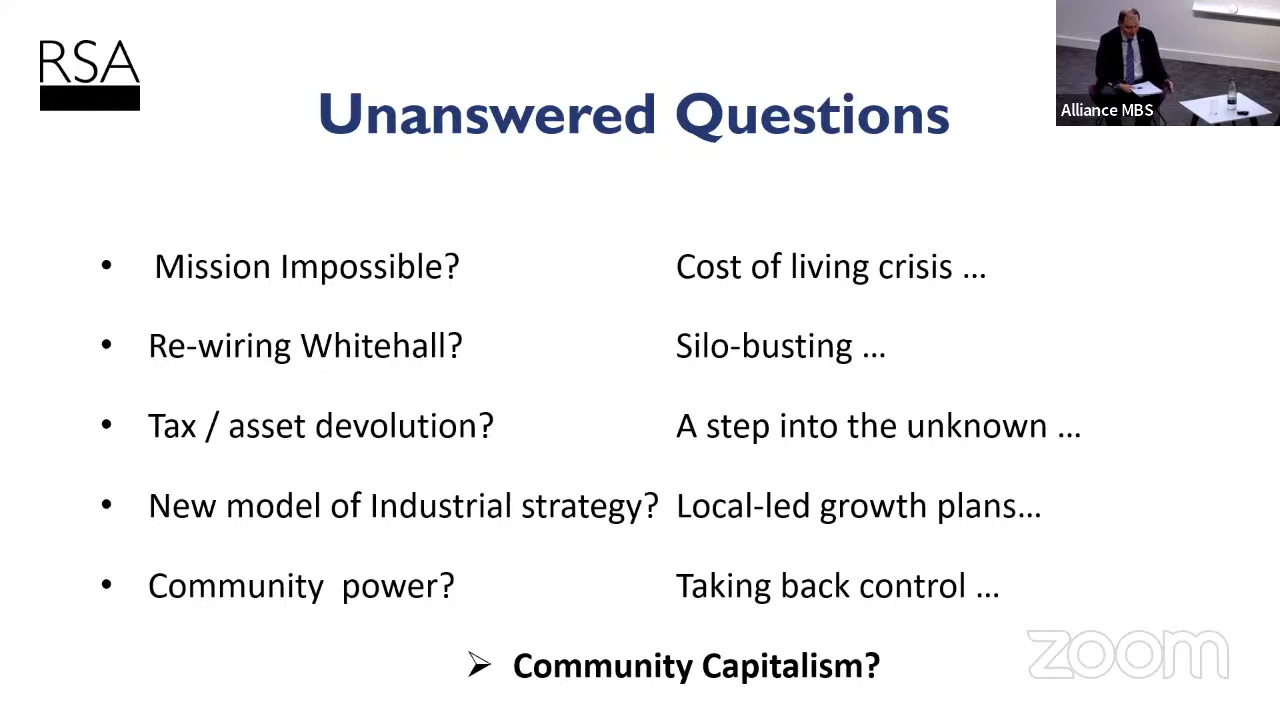 RSA
Unanswered Questions
Alliance MBS
• Mission Impossible? Cost of living crisis ...
• Re-wiring Whitehall? Silo-busting ...
• Tax / asset devolution? A step into the unknown ...
• New model of Industrial strategy? Local-led growth plans...
• Community power? Taking back control ...
➢ Community Capitalism?
zoom